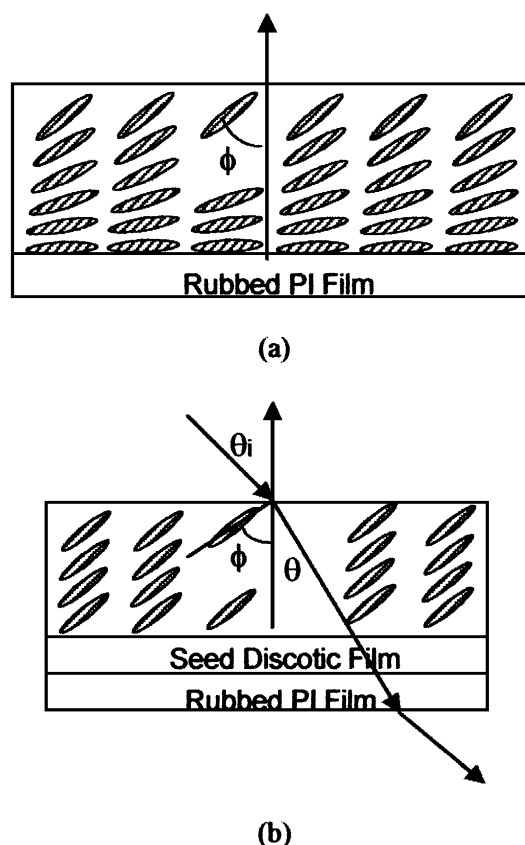 ϕ
Rubbed PI Film
(a)
θi
ϕ
θ
Seed Discotic Film
Rubbed PI Film
(b)